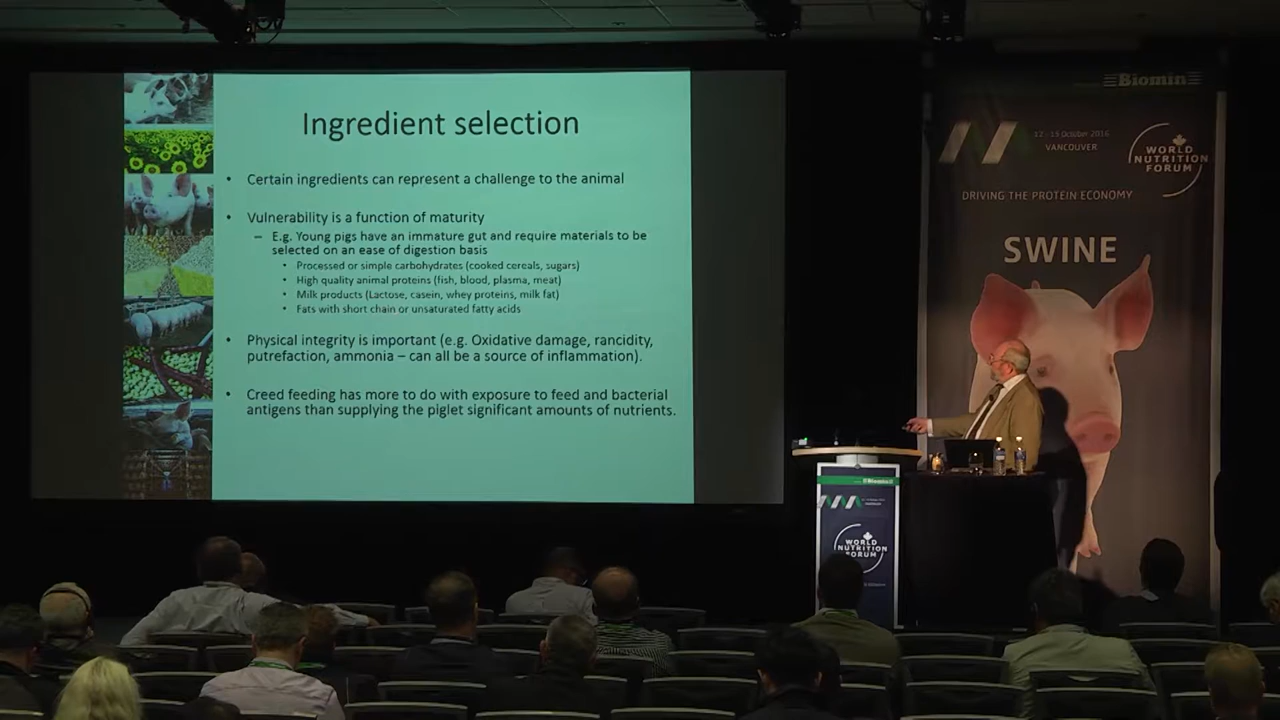 Ingredient selection
• Certain ingredients can represent a challenge to the animal
• Vulnerability is a function of maturity
– E.g. Young pigs have an immature gut and require materials to be
selected on an ease of digestion basis
• Processed or simple carbohydrates (cooked cereals, sugars)
• High quality animal proteins (fish, blood, plasma, meat)
• Milk products (Lactose, casein, whey proteins, milk fat)
• Fats with short chain or unsaturated fatty acids
• Physical integrity is important (e.g. Oxidative damage, rancidity,
putrefaction, ammonia – can all be a source of inflammation).
• Creed feeding has more to do with exposure to feed and bacterial
antigens than supplying the piglet significant amounts of nutrients.
Biomin
October 2016
VANCOUVER
WORLD
NUTRITION
FORUM
DRIVING THE PROTEIN ECONOMY
SWINE
Biomin
WORLD
NUTRITION
FORUM